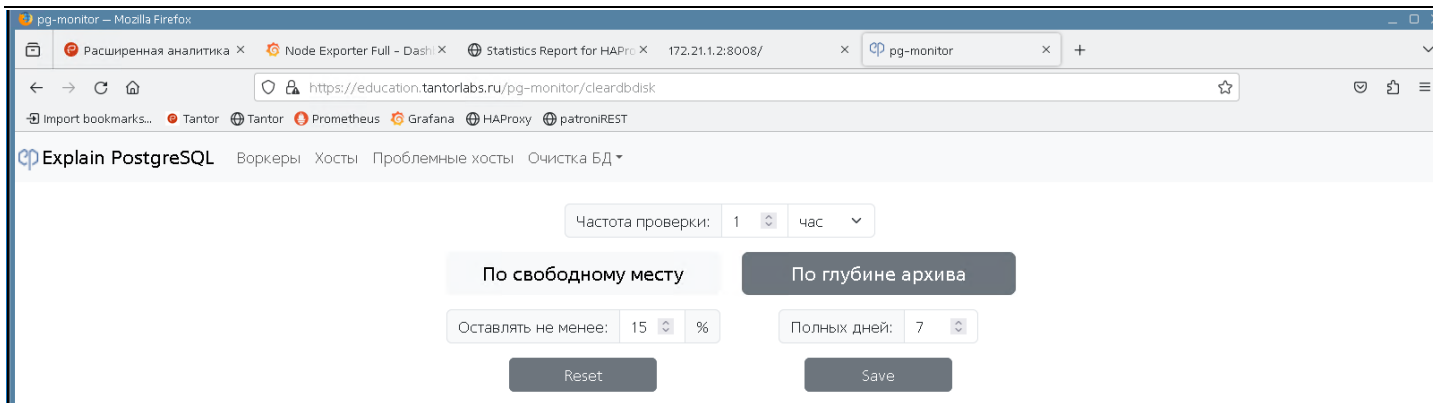 pg-monitor — Mozilla Firefox
Расширенная аналитика × Node Exporter Full - Dashl × Statistics Report for HAPro × 172.21.1.2:8008/ × pg-monitor × +
https://education.tantorlabs.ru/pg-monitor/cleardbdisk
Import bookmarks... Tantor Tantor Prometheus Grafana HAProxy patroniREST
Explain PostgreSQL Воркеры Хосты Проблемные хосты Очистка БД
Частота проверки: 1 час
По свободному месту По глубине архива
Оставлять не менее: 15 % Полных дней: 7
Reset Save